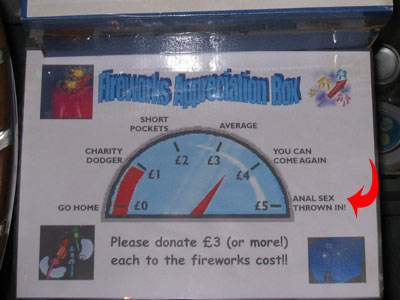 Fireworks Appreciation Box
SHORT
POCKETS
AVERAGE
CHARITY
DODGER
YOU CAN
COME AGAIN
£2
£3
£1
£4
GO HOME
£0
£5
ANAL SEX
THROWN IN!
Please donate £3 (or more!)
each to the fireworks cost!!